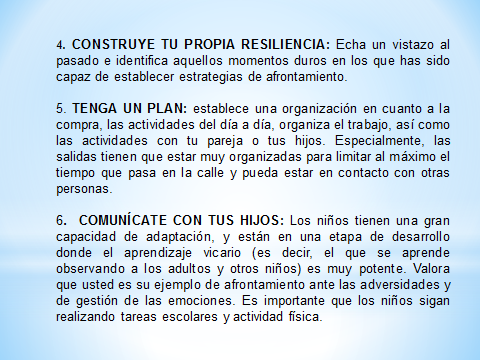 4. CONSTRUYE TU PROPIA RESILIENCIA: Echa un vistazo al
pasado e identifica aquellos momentos duros en los que has sido
capaz de establecer estrategias de afrontamiento.
5. TENGA UN PLAN: establece una organización en cuanto a la
compra, las actividades del día a día, organiza el trabajo, así como
las actividades con tu pareja o tus hijos. Especialmente, las
salidas tienen que estar muy organizadas para limitar al máximo el
tiempo que pasa en la calle y pueda estar en contacto con otras
personas.
6. COMUNÍCATE CON TUS HIJOS: Los niños tienen una gran
capacidad de adaptación, y están en una etapa de desarrollo
donde el aprendizaje vicario (es decir, el que se aprende
observando a los adultos y otros niños) es muy potente. Valora
que usted es su ejemplo de afrontamiento ante las adversidades y
de gestión de las emociones. Es importante que los niños sigan
realizando tareas escolares y actividad física.